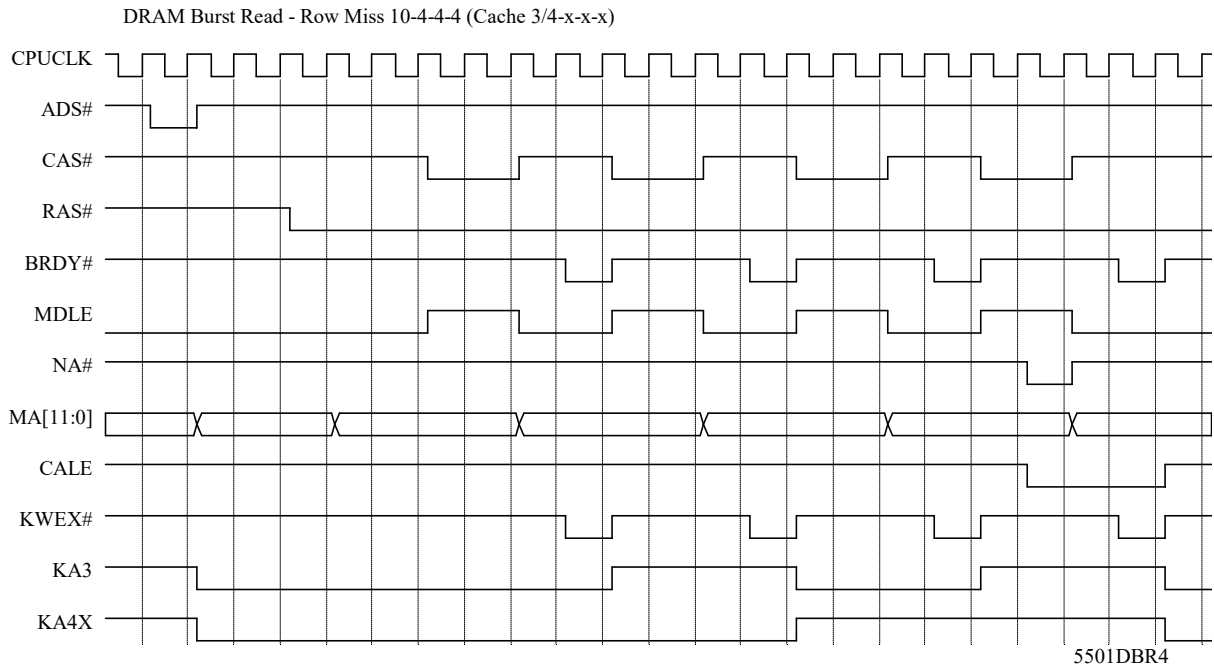 DRAM Burst Read - Row Miss 10-4-4-4 (Cache 3/4-x-x-x)
CPUCLK
ADS#
CAS#
RAS#
BRDY#
MDLE
NA#
MA[11:0]
CALE
KWEX#
KA3
KA4X
5501DBR4